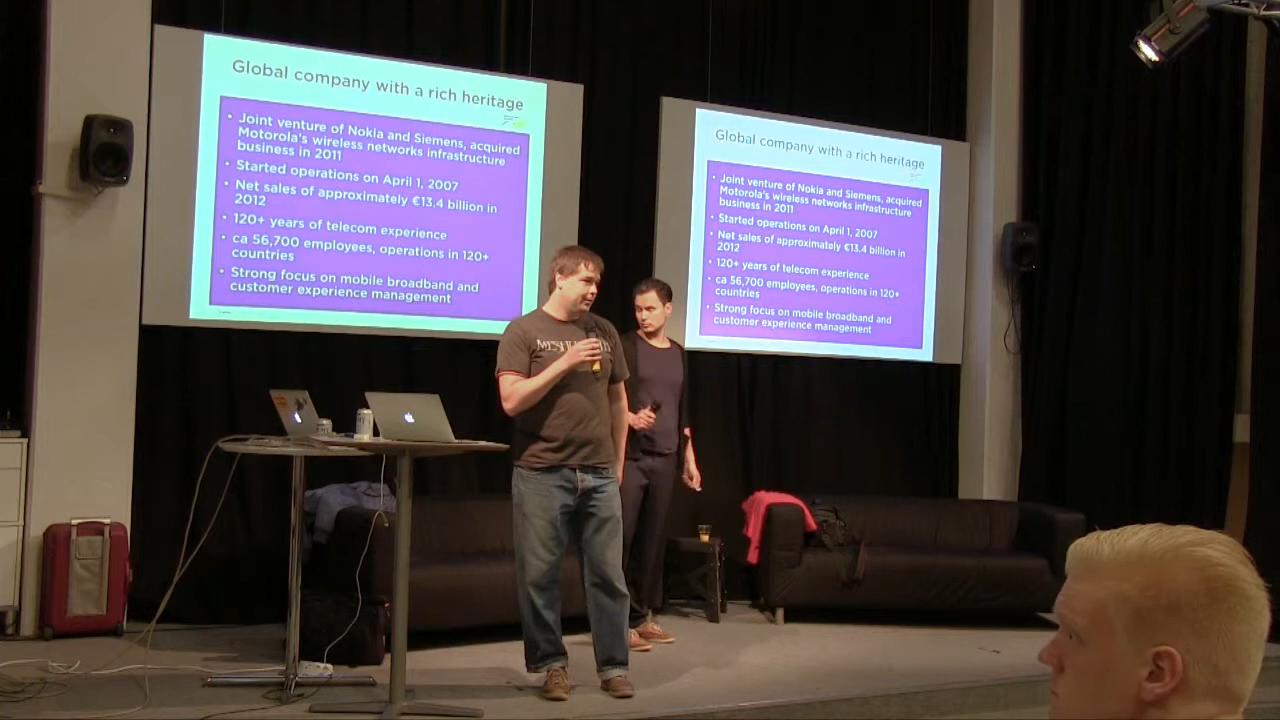 Global company with a rich heritage
• Joint venture of Nokia and Siemens, acquired
Motorola's wireless networks infrastructure
business in 2011
• Started operations on April 1, 2007
• Net sales of approximately €13.4 billion in
2012
• 120+ years of telecom experience
• ca 56,700 employees, operations in 120+
countries
• Strong focus on mobile broadband and
customer experience management
Global company with a rich heritage
• Joint venture of Nokia and Siemens, acquired
Motorola's wireless networks infrastructure
business in 2011
• Started operations on April 1, 2007
• Net sales of approximately €13.4 billion in
2012
• 120+ years of telecom experience
• ca 56,700 employees, operations in 120+
countries
• Strong focus on mobile broadband and
customer experience management